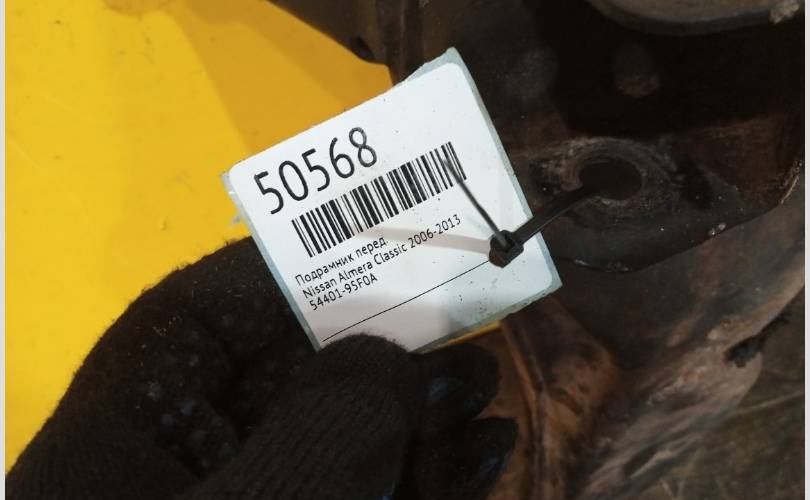 50568
Подрамник перед.
Nissan Almera Classic 2006-2013
54401-95F0A